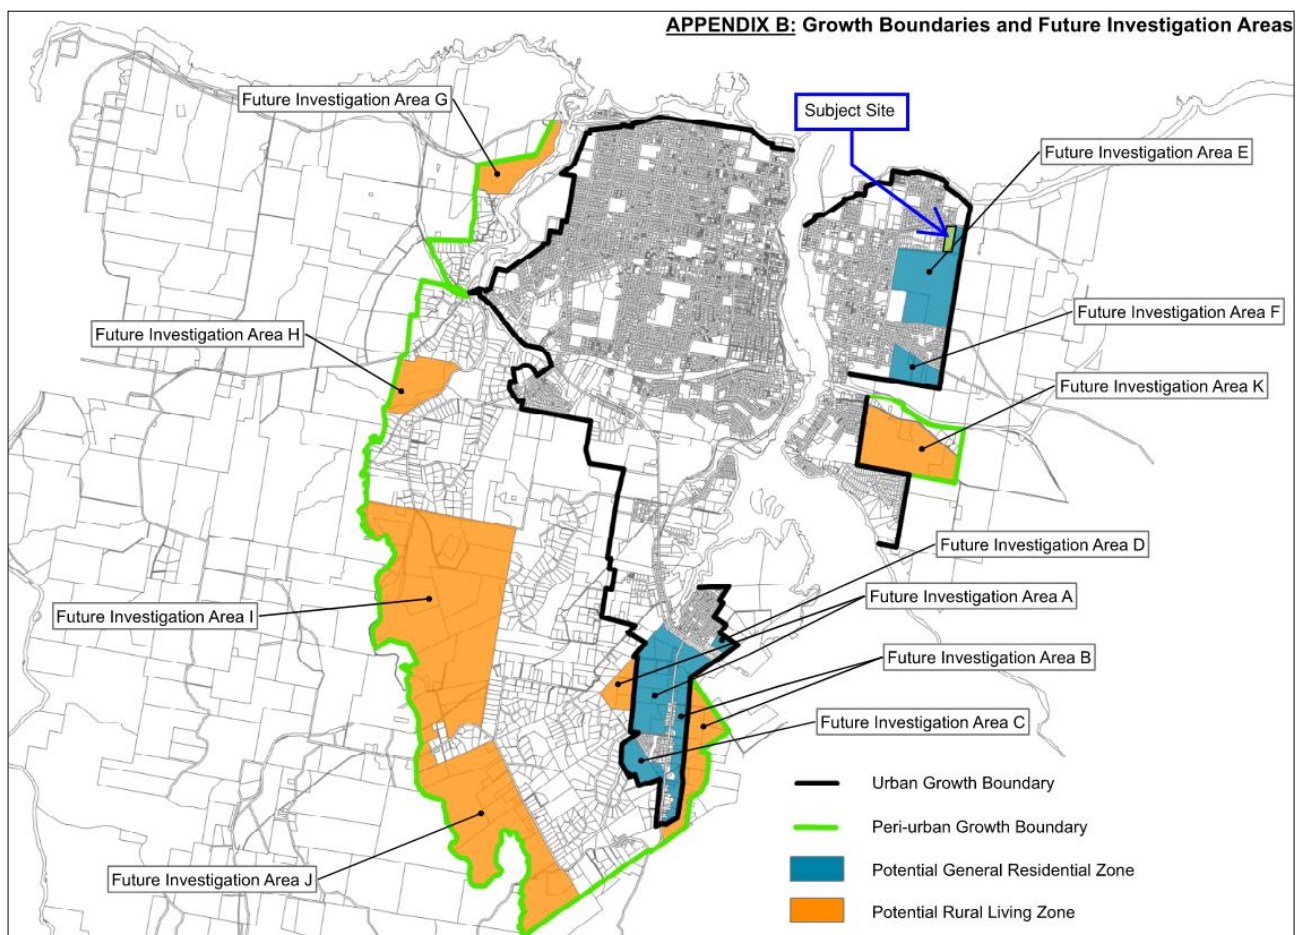 APPENDIX B: Growth Boundaries and Future Investigation Areas
Future Investigation Area G
Subject Site
Future Investigation Area E
Future Investigation Area H
Future Investigation Area F
Future Investigation Area K
Future Investigation Area D
Future Investigation Area I
Future Investigation Area A
Future Investigation Area B
Future Investigation Area C
Future Investigation Area J
Urban Growth Boundary
Peri-urban Growth Boundary
Potential General Residential Zone
Potential Rural Living Zone